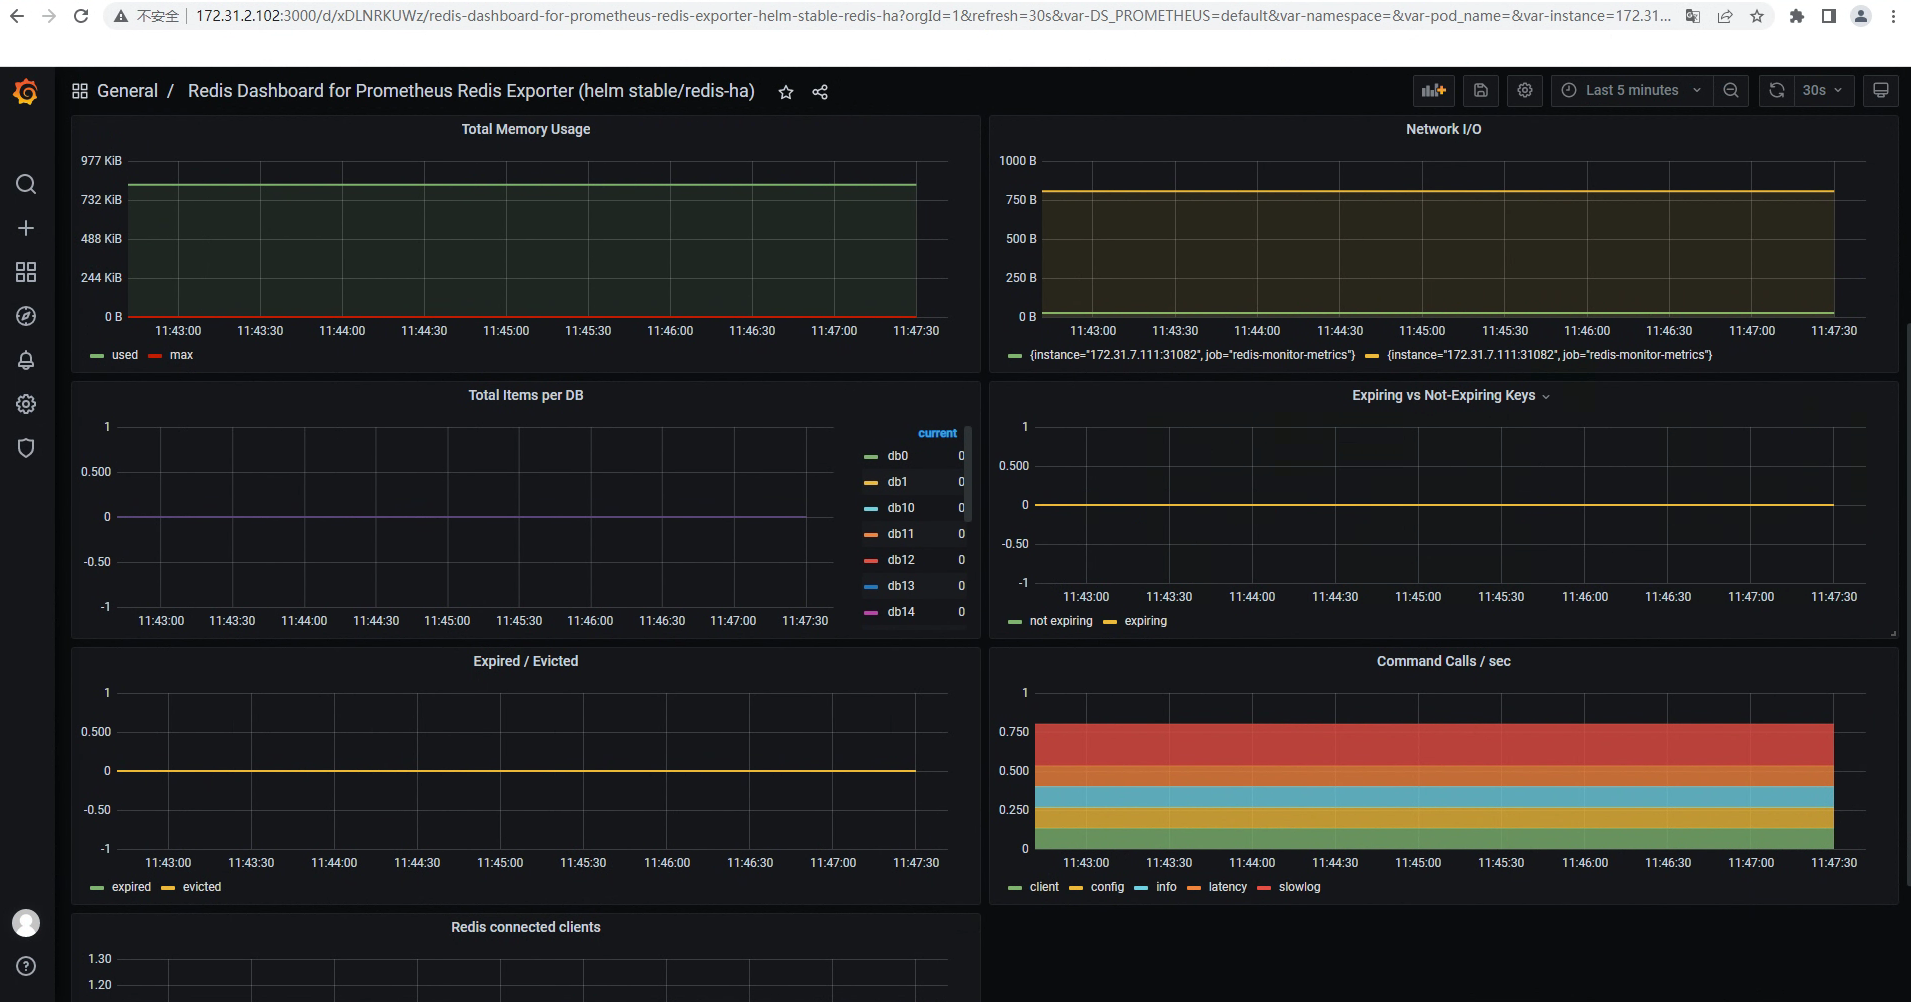 不安全 172.31.2.102:3000/d/xDLNRKUWz/redis-dashboard-for-prometheus-redis-exporter-helm-stable-redis-ha?orgId=1&refresh=30s&var-DS_PROMETHEUS=default&var-namespace=&var-pod_name=&var-instance=172.31...
General / Redis Dashboard for Prometheus Redis Exporter (helm stable/redis-ha) Last 5 minutes 30s
Total Memory Usage
977 KiB
732 KiB
488 KiB
244 KiB
0 B
11:43:00 11:43:30 11:44:00 11:44:30 11:45:00 11:45:30 11:46:00 11:46:30 11:47:00 11:47:30
used max
Network I/O
1000 B
750 B
500 B
250 B
0 B
11:43:00 11:43:30 11:44:00 11:44:30 11:45:00 11:45:30 11:46:00 11:46:30 11:47:00 11:47:30
{instance="172.31.7.111:31082", job="redis-monitor-metrics"} {instance="172.31.7.111:31082", job="redis-monitor-metrics"}
Total Items per DB
1
0.500
0
-0.50
-1
11:43:00 11:43:30 11:44:00 11:44:30 11:45:00 11:45:30 11:46:00 11:46:30 11:47:00 11:47:30
current
db0 0
db1 0
db10 0
db11 0
db12 0
db13 0
db14 0
Expiring vs Not-Expiring Keys
1
0.500
0
-0.50
-1
11:43:00 11:43:30 11:44:00 11:44:30 11:45:00 11:45:30 11:46:00 11:46:30 11:47:00 11:47:30
not expiring expiring
Expired / Evicted
1
0.500
0
-0.50
-1
11:43:00 11:43:30 11:44:00 11:44:30 11:45:00 11:45:30 11:46:00 11:46:30 11:47:00 11:47:30
expired evicted
Command Calls / sec
1
0.750
0.500
0.250
0
11:43:00 11:43:30 11:44:00 11:44:30 11:45:00 11:45:30 11:46:00 11:46:30 11:47:00 11:47:30
client config info latency slowlog
Redis connected clients
1.30
1.20